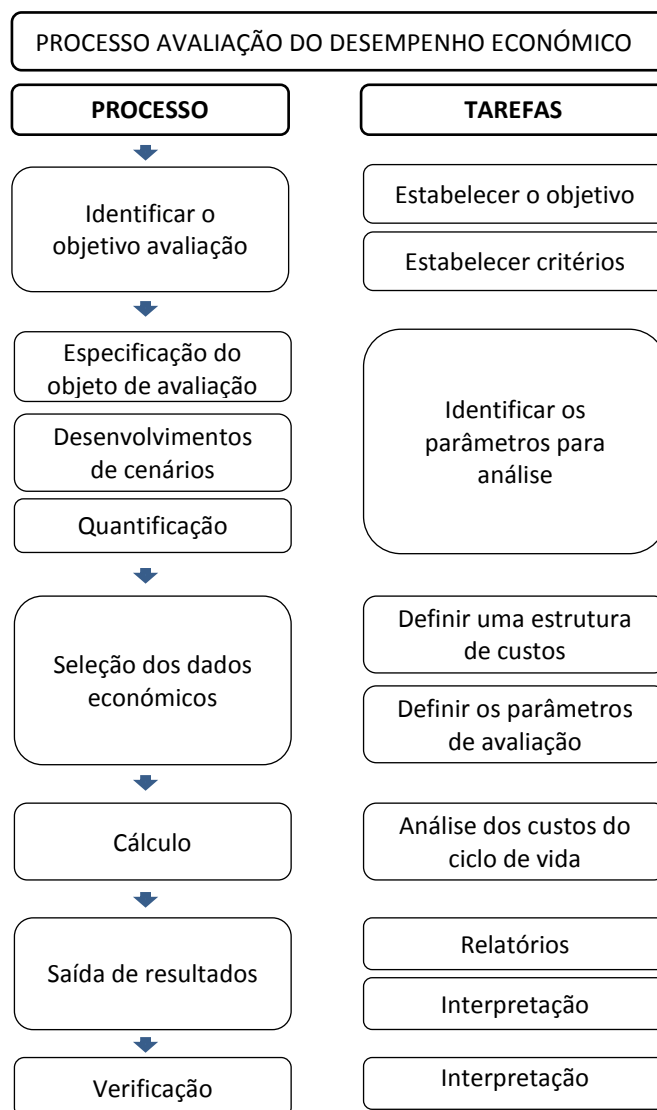 PROCESSO AVALIAÇÃO DO DESEMPENHO ECONÓMICO
PROCESSO
TAREFAS
Identificar o
objetivo avaliação
Estabelecer o objetivo
Estabelecer critérios
Especificação do
objeto de avaliação
Desenvolvimentos
de cenários
Quantificação
Identificar os
parâmetros para
análise
Seleção dos dados
económicos
Definir uma estrutura
de custos
Definir os parâmetros
de avaliação
Cálculo
Análise dos custos do
ciclo de vida
Saída de resultados
Relatórios
Interpretação
Verificação
Interpretação